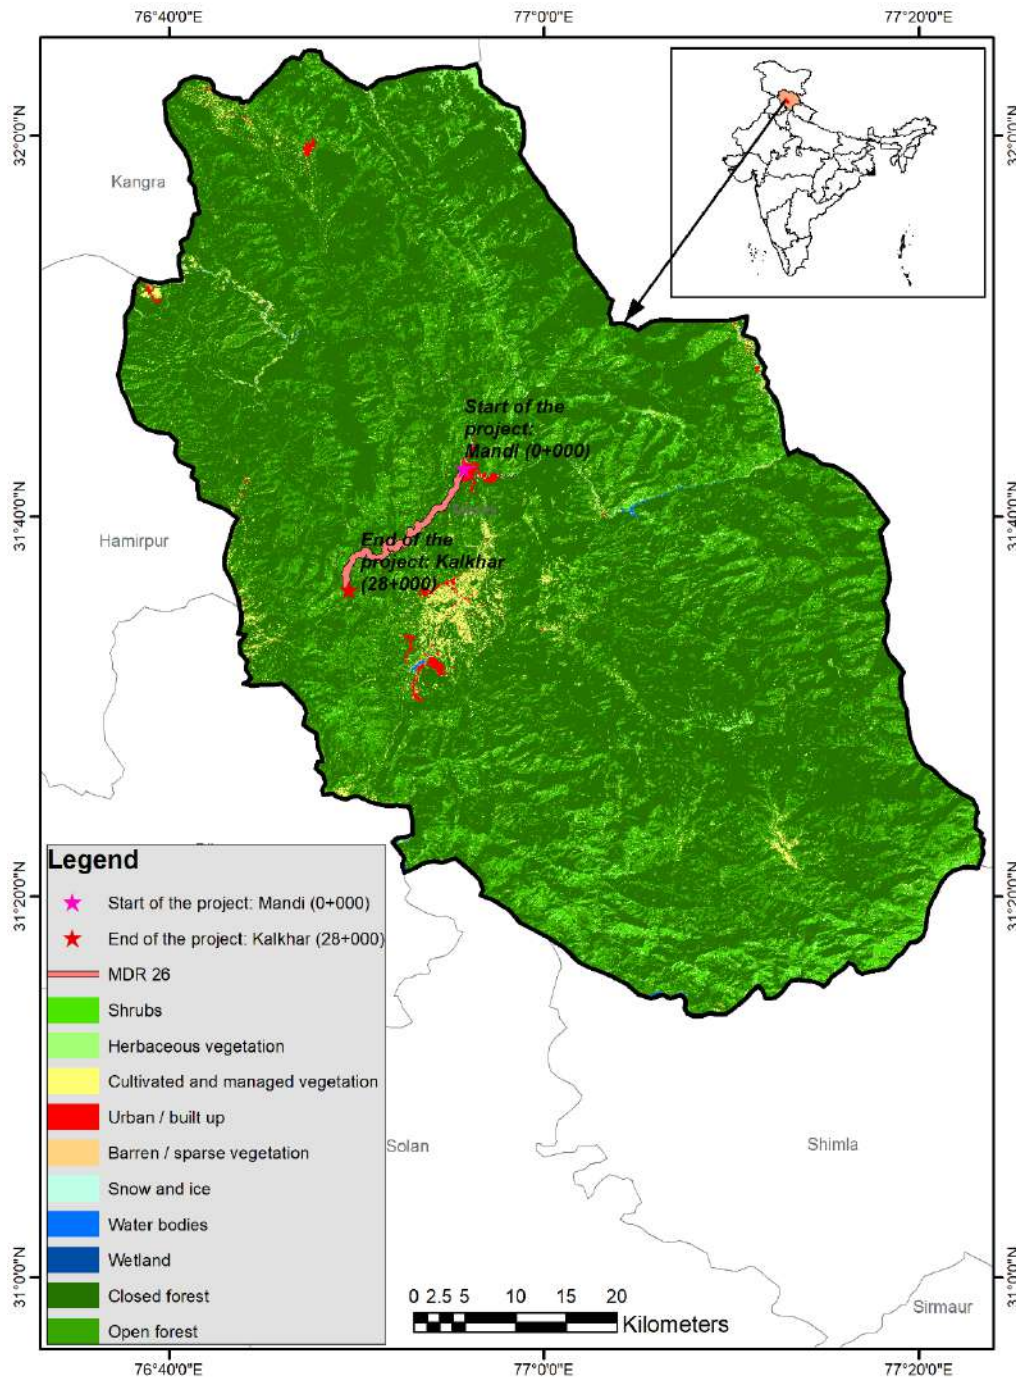 76°40'0"E
77°0'0"E
77°20'0"E
32°0'0"N
32°0'0"N
Kangra
Start of the
project:
Mandi (0+000)
31°40'0"N
31°40'0"N
Hamirpur
End of the
project: Kalkhar
(28+000)
Legend
Start of the project: Mandi (0+000)
End of the project: Kalkhar (28+000)
MDR 26
Shrubs
Herbaceous vegetation
Cultivated and managed vegetation
Urban / built up
Barren / sparse vegetation
Snow and ice
Water bodies
Wetland
Closed forest
Open forest
31°20'0"N
31°20'0"N
Solan
Shimla
31°0'0"N
31°0'0"N
0 2.5 5 10 15 20
Kilometers
Sirmaur
76°40'0"E
77°0'0"E
77°20'0"E